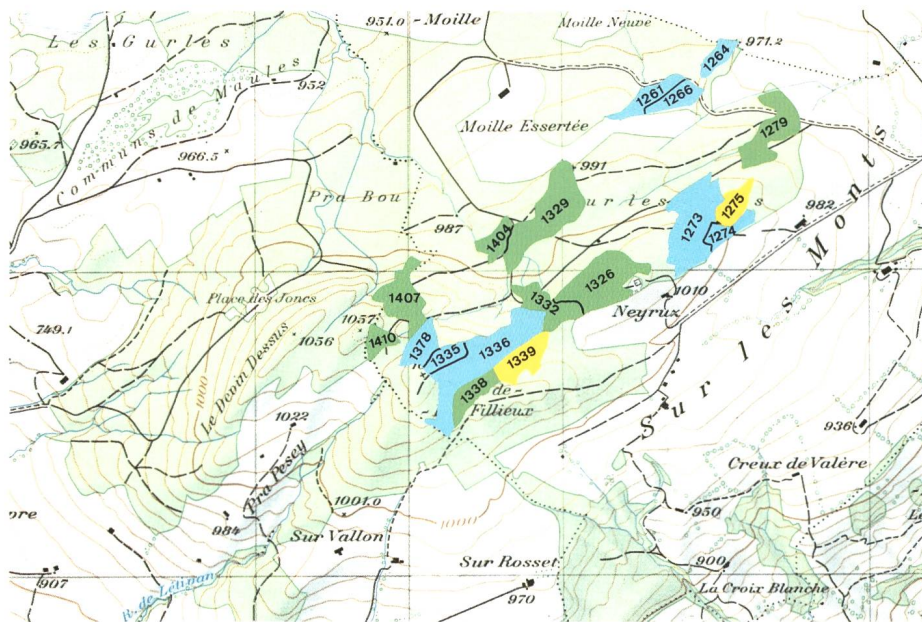 951.0
- Moille
Moille Neuve
971.2
Les Gurles
Communs de Maules
952
1264
1261
1266
965.7
966.5
Moille Essertée
1279
991
Pra Bou
1329
1273
1275
1274
982
987
1404
1326
1332
1010
Neyrux
Place des Joncs
1407
1057
1056
1410
749.1
1378
1335
1336
1339
1338
de
Fillieux
Le Devin Dessus
1022
Pra Pesey
Sur les Monts
936
Creux de Valère
1001.0
1000
1000
984
950
Sur Vallon
Sur Rosset
900
907
970
La Croix Blanche